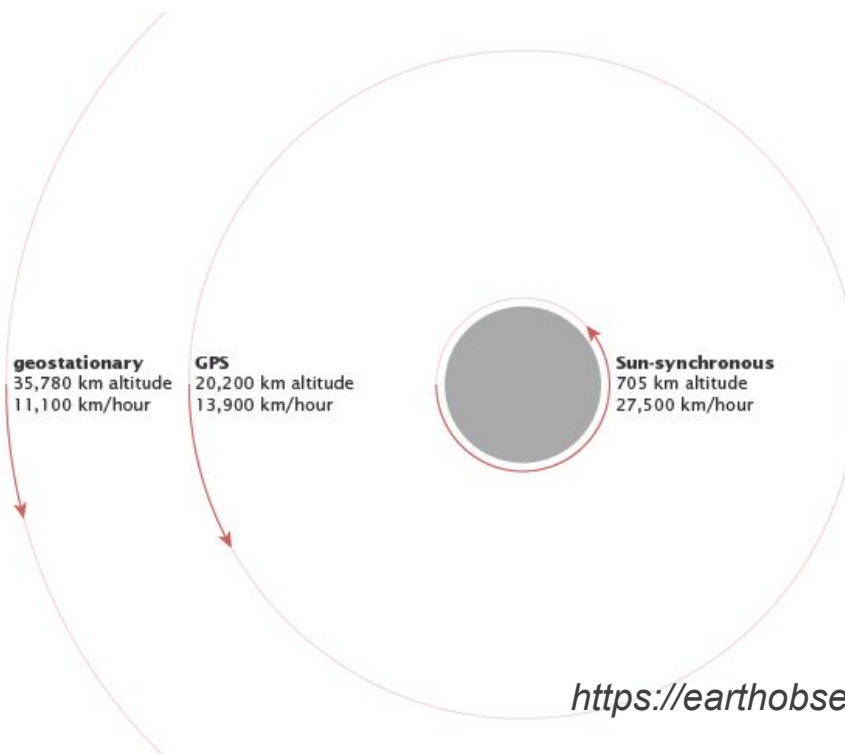 geostationary
35,780 km altitude
11,100 km/hour
GPS
20,200 km altitude
13,900 km/hour
Sun-synchronous
705 km altitude
27,500 km/hour
https://earthobse